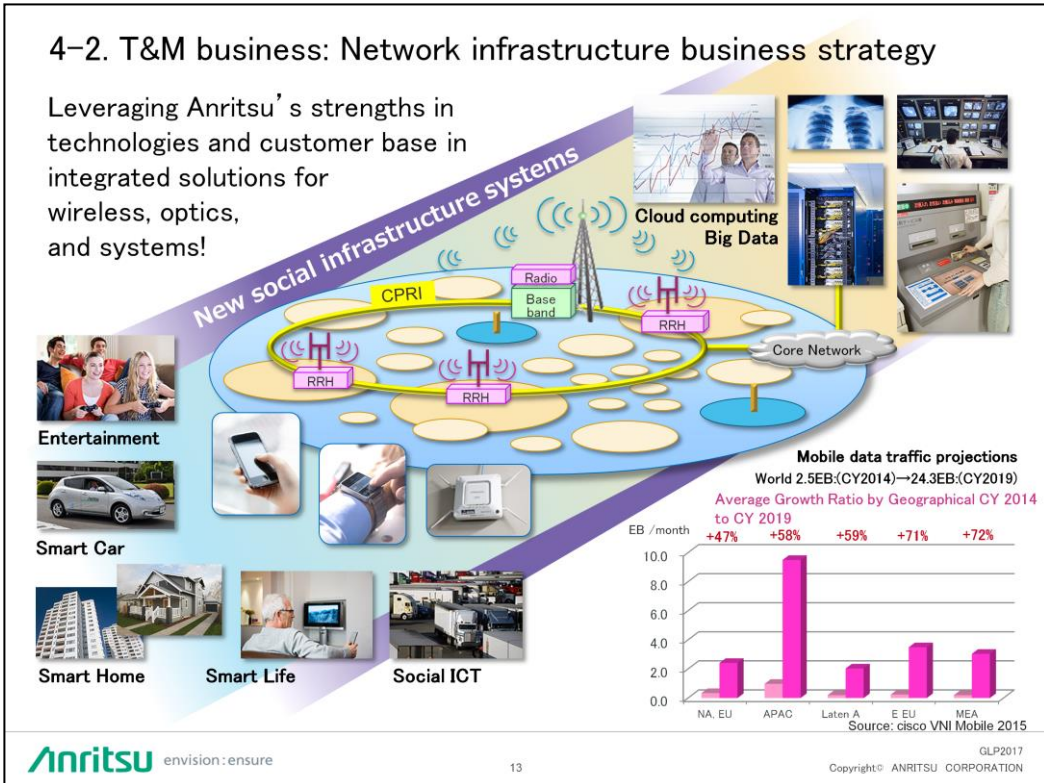 4-2. T&M business: Network infrastructure business strategy
Leveraging Anritsu's strengths in
technologies and customer base in
integrated solutions for
wireless, optics,
and systems!
New social infrastructure systems
Cloud computing
Big Data
Radio
Base
band
CPRI
RRH
RRH
RRH
Core Network
Entertainment
Smart Car
Smart Home
Smart Life
Social ICT
Mobile data traffic projections
World 2.5EB:(CY2014)→24.3EB:(CY2019)
Average Growth Ratio by Geographical CY 2014
to CY 2019
EB /month
+47% +58% +59% +71% +72%
10.0
8.0
6.0
4.0
2.0
0.0
NA, EU APAC Laten A E EU MEA
Source: cisco VNI Mobile 2015
Anritsu envision : ensure
13
GLP2017
Copyright© ANRITSU CORPORATION